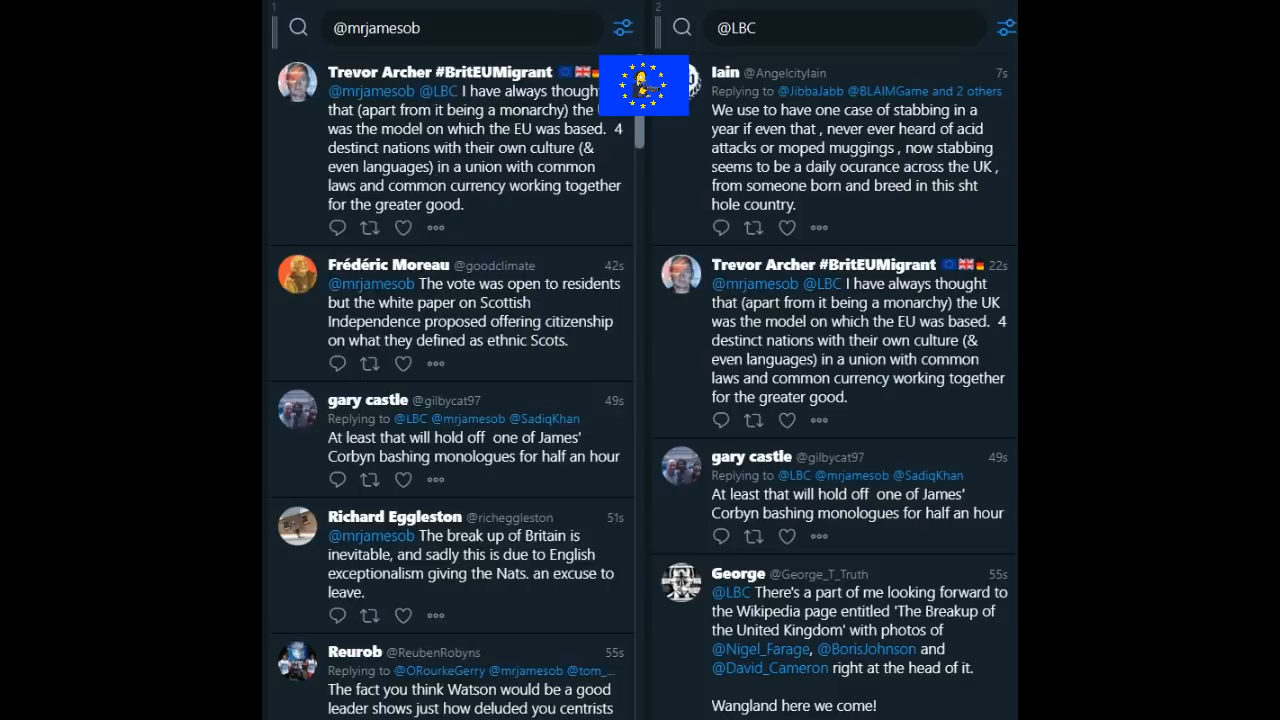 1
@mrjamesob
Trevor Archer #BritEUMigrant
@mrjamesob @LBC I have always
that (apart from it being a monarchy) the
was the model on which the EU was based. 4
destinct nations with their own culture (&
even languages) in a union with common
laws and common currency working together
for the greater good.
Frédéric Moreau @goodclimate 42s
@mrjamesob The vote was open to residents
but the white paper on Scottish
Independence proposed offering citizenship
on what they defined as ethnic Scots.
gary castle @gilbycat97 49s
Replying to @LBC @mrjamesob @SadiqKhan
At least that will hold off one of James'
Corbyn bashing monologues for half an hour
Richard Eggleston @richeggleston 51s
@mrjamesob The break up of Britain is
inevitable, and sadly this is due to English
exceptionalism giving the Nats. an excuse to
leave.
Reurob @ReubenRobyns 55s
Replying to @ORourkeGerry @mrjamesob @tom_...
The fact you think Watson would be a good
leader shows just how deluded you centrists
2
@LBC
Iain @AngelcityIain 7s
Replying to @JibbaJabb @BLAIMGame and 2 others
We use to have one case of stabbing in a
year if even that , never ever heard of acid
attacks or moped muggings , now stabbing
seems to be a daily ocurance across the UK ,
from someone born and breed in this sht
hole country.
Trevor Archer #BritEUMigrant 22s
@mrjamesob @LBC I have always thought
that (apart from it being a monarchy) the UK
was the model on which the EU was based. 4
destinct nations with their own culture (&
even languages) in a union with common
laws and common currency working together
for the greater good.
gary castle @gilbycat97 49s
Replying to @LBC @mrjamesob @SadiqKhan
At least that will hold off one of James'
Corbyn bashing monologues for half an hour
George @George_T_Truth 55s
@LBC There's a part of me looking forward to
the Wikipedia page entitled 'The Breakup of
the United Kingdom' with photos of
@Nigel_Farage, @BorisJohnson and
@David_Cameron right at the head of it.
Wangland here we come!